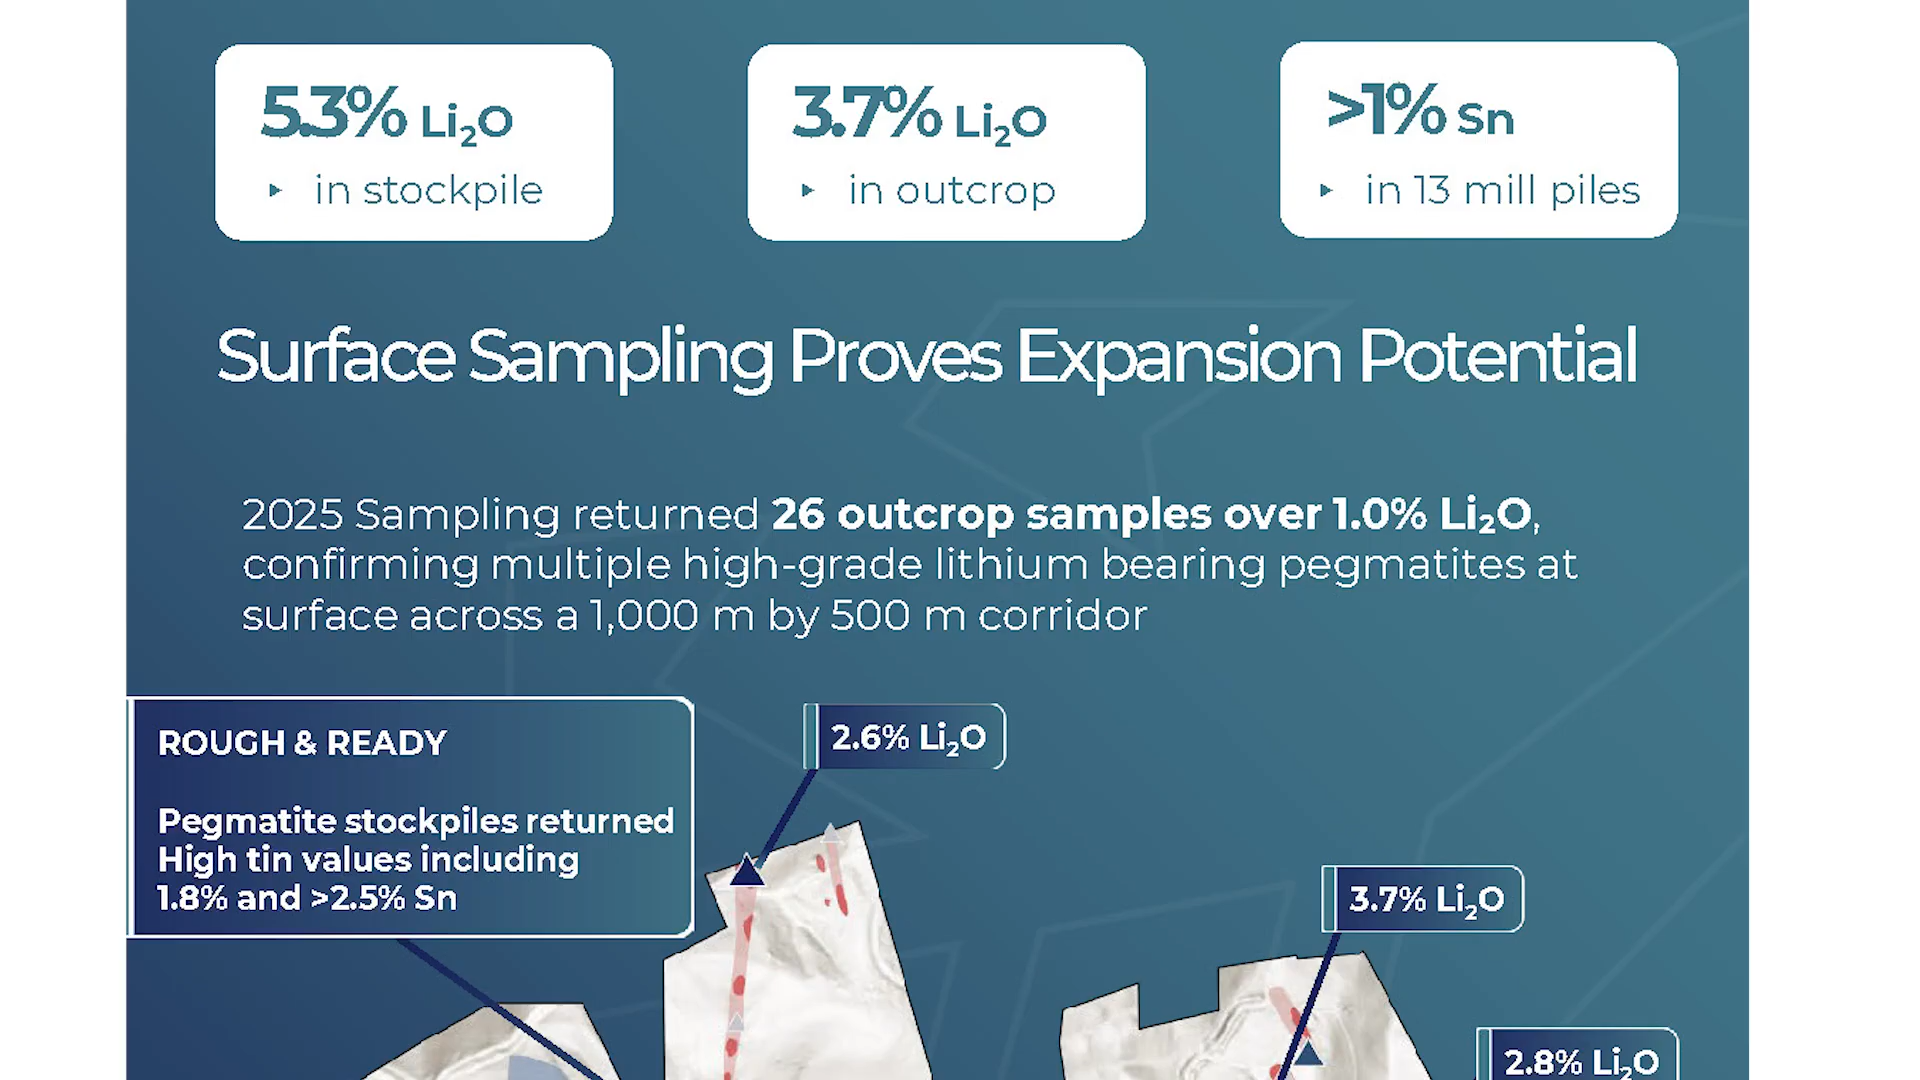 5.3% Li₂O
▸ in stockpile
3.7% Li₂O
▸ in outcrop
>1% Sn
▸ in 13 mill piles
Surface Sampling Proves Expansion Potential
2025 Sampling returned 26 outcrop samples over 1.0% Li₂O,
confirming multiple high-grade lithium bearing pegmatites at
surface across a 1,000 m by 500 m corridor
ROUGH & READY
Pegmatite stockpiles returned
High tin values including
1.8% and >2.5% Sn
2.6% Li₂O
3.7% Li₂O
2.8% Li₂O